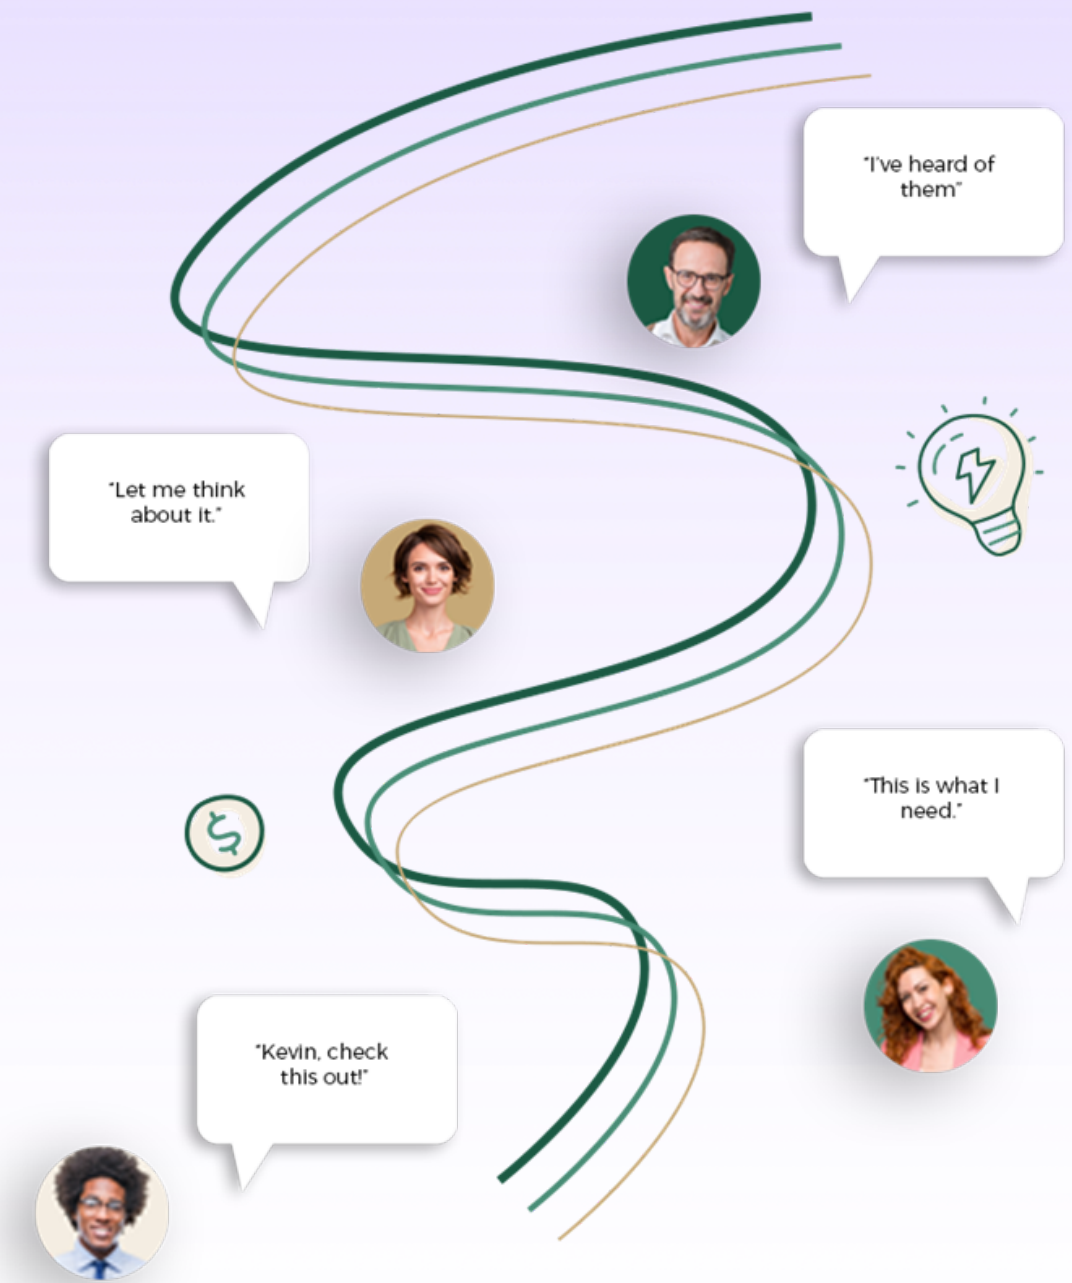 "I've heard of
them"
"Let me think
about it."
"This is what I
need."
"Kevin, check
this out!"
$